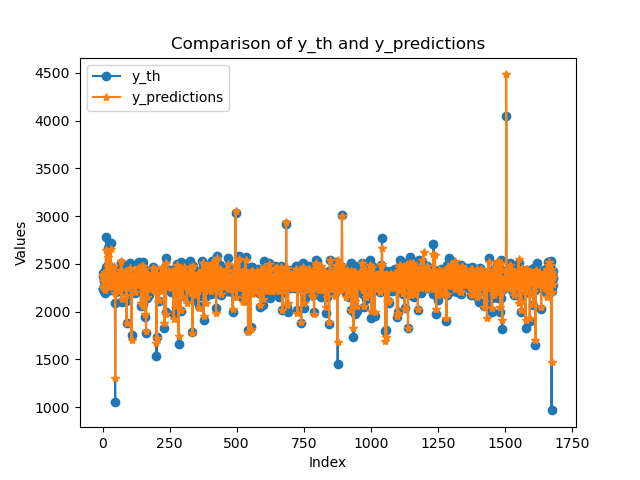 Comparison of y_th and y_predictions
y_th
y_predictions
4500
4000
3500
3000
2500
2000
1500
1000
Values
0 250 500 750 1000 1250 1500 1750
Index